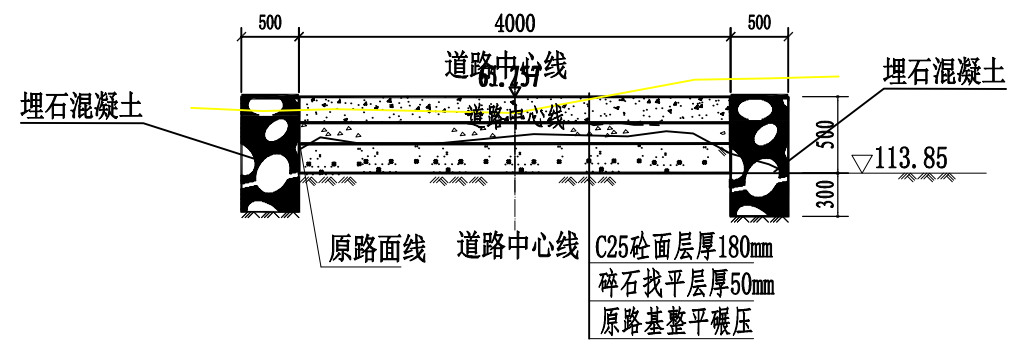 500
4000
500
道路中心线
埋石混凝土
埋石混凝土
道路中心线
500
113.85
300
原路面线
道路中心线
C25砼面层厚180mm
碎石找平层厚50mm
原路基整平碾压